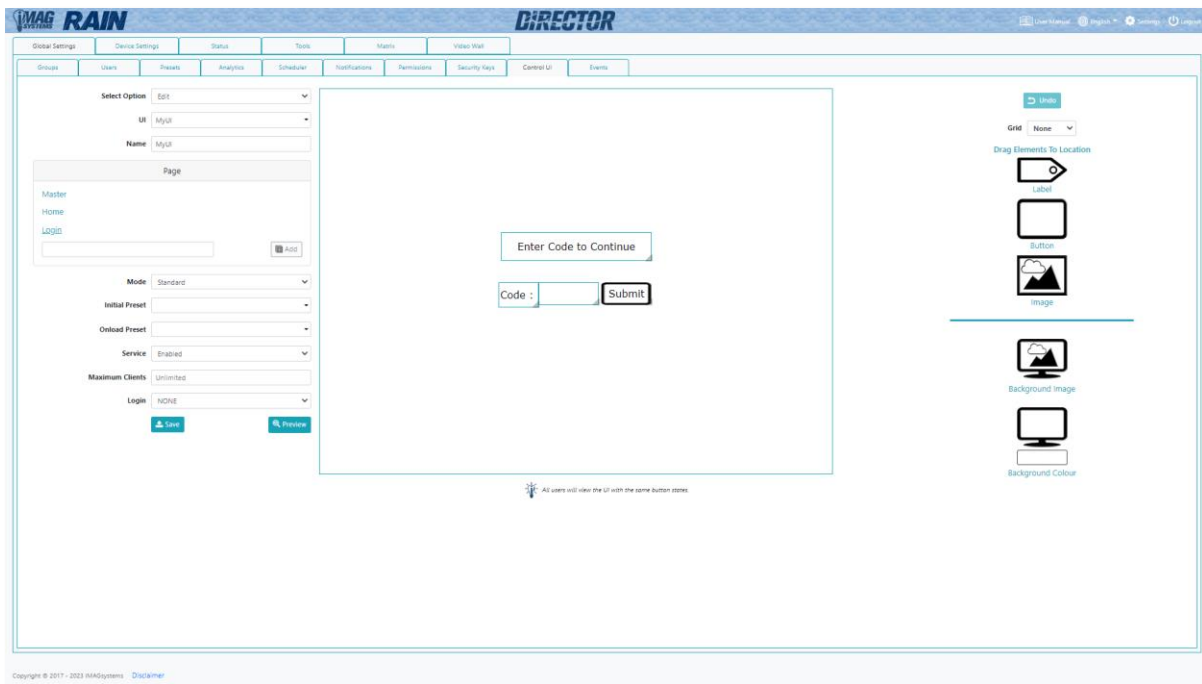 IMAG SYSTEMS RAIN DiRECTOR User Manual English Settings Logout
Global Settings Device Settings Status Tools Matrix Video Wall
Groups Users Presets Analytics Scheduler Notifications Permissions Security Keys Control UI Events
Select Option Edit
UI MyUI
Name MyUI
Page
Master
Home
Login
Add
Mode Standard
Initial Preset
Onload Preset
Service Enabled
Maximum Clients Unlimited
Login NONE
Save Preview
Enter Code to Continue
Code : Submit
All users will view the UI with the same button states.
Undo
Grid None
Drag Elements To Location
Label
Button
Image
Background Image
Background Colour
Copyright © 2017 - 2023 IMAGsystems Disclaimer